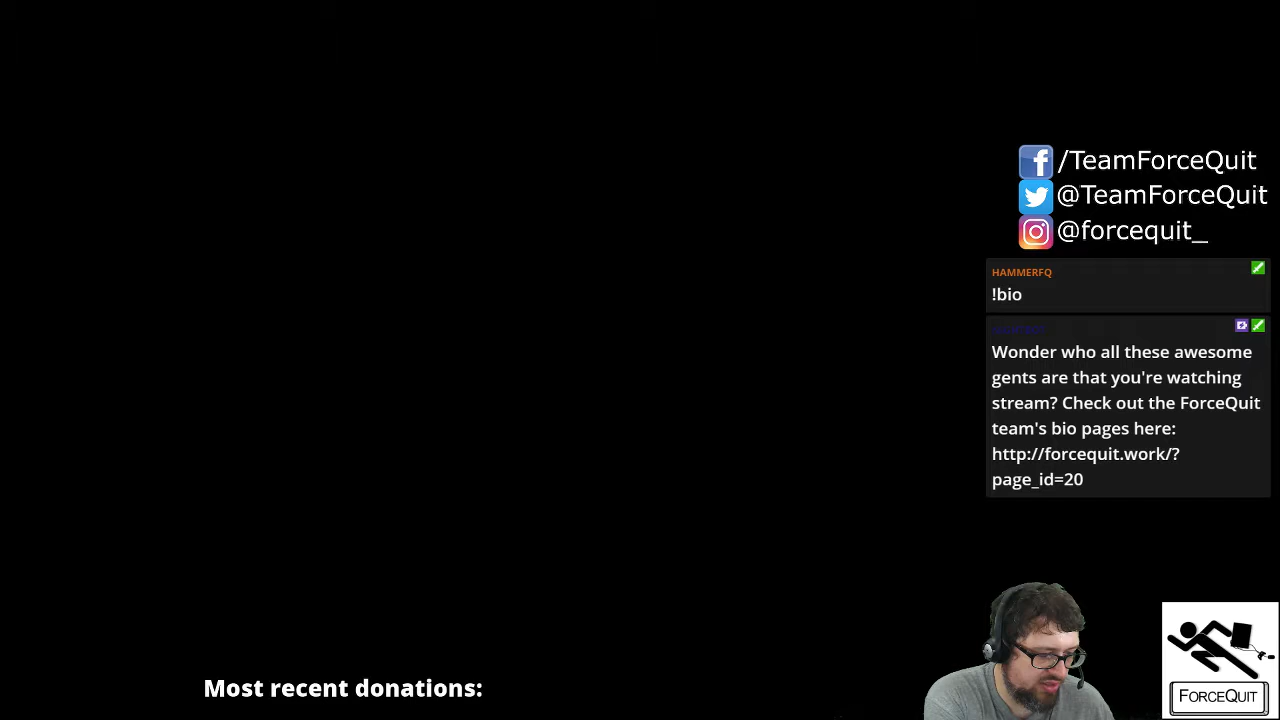 /TeamForceQuit
@TeamForceQuit
@forcequit_
HAMMERFQ
!bio
Wonder who all these awesome
gents are that you're watching
stream? Check out the ForceQuit
team's bio pages here:
http://forcequit.work/?
page_id=20
Most recent donations:
FORCEQUIT